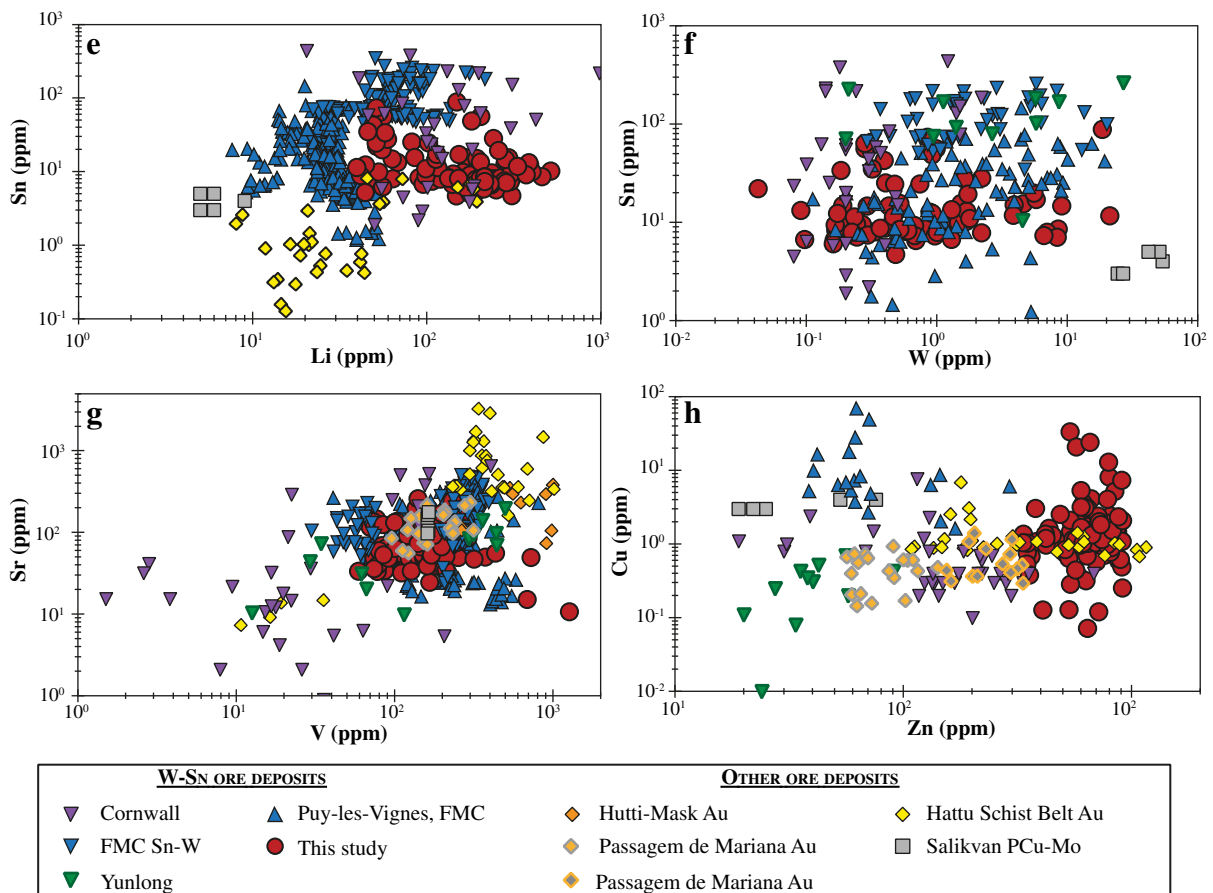 e
10³
10²
10¹
10⁰
10⁻¹
Sn (ppm)
10⁰
10¹
10²
10³
Li (ppm)
f
10³
10²
10¹
10⁰
Sn (ppm)
10⁻²
10⁻¹
10⁰
10¹
10²
W (ppm)
g
10³
10²
10¹
10⁰
Sr (ppm)
10⁰
10¹
10²
10³
V (ppm)
h
10²
10¹
10⁰
10⁻¹
10⁻²
Cu (ppm)
10¹
10²
10²
Zn (ppm)
W-SN ORE DEPOSITS
OTHER ORE DEPOSITS
Cornwall
Puy-les-Vignes, FMC
Hutti-Mask Au
Hattu Schist Belt Au
FMC Sn-W
This study
Passagem de Mariana Au
Salikvan PCu-Mo
Yunlong
Passagem de Mariana Au